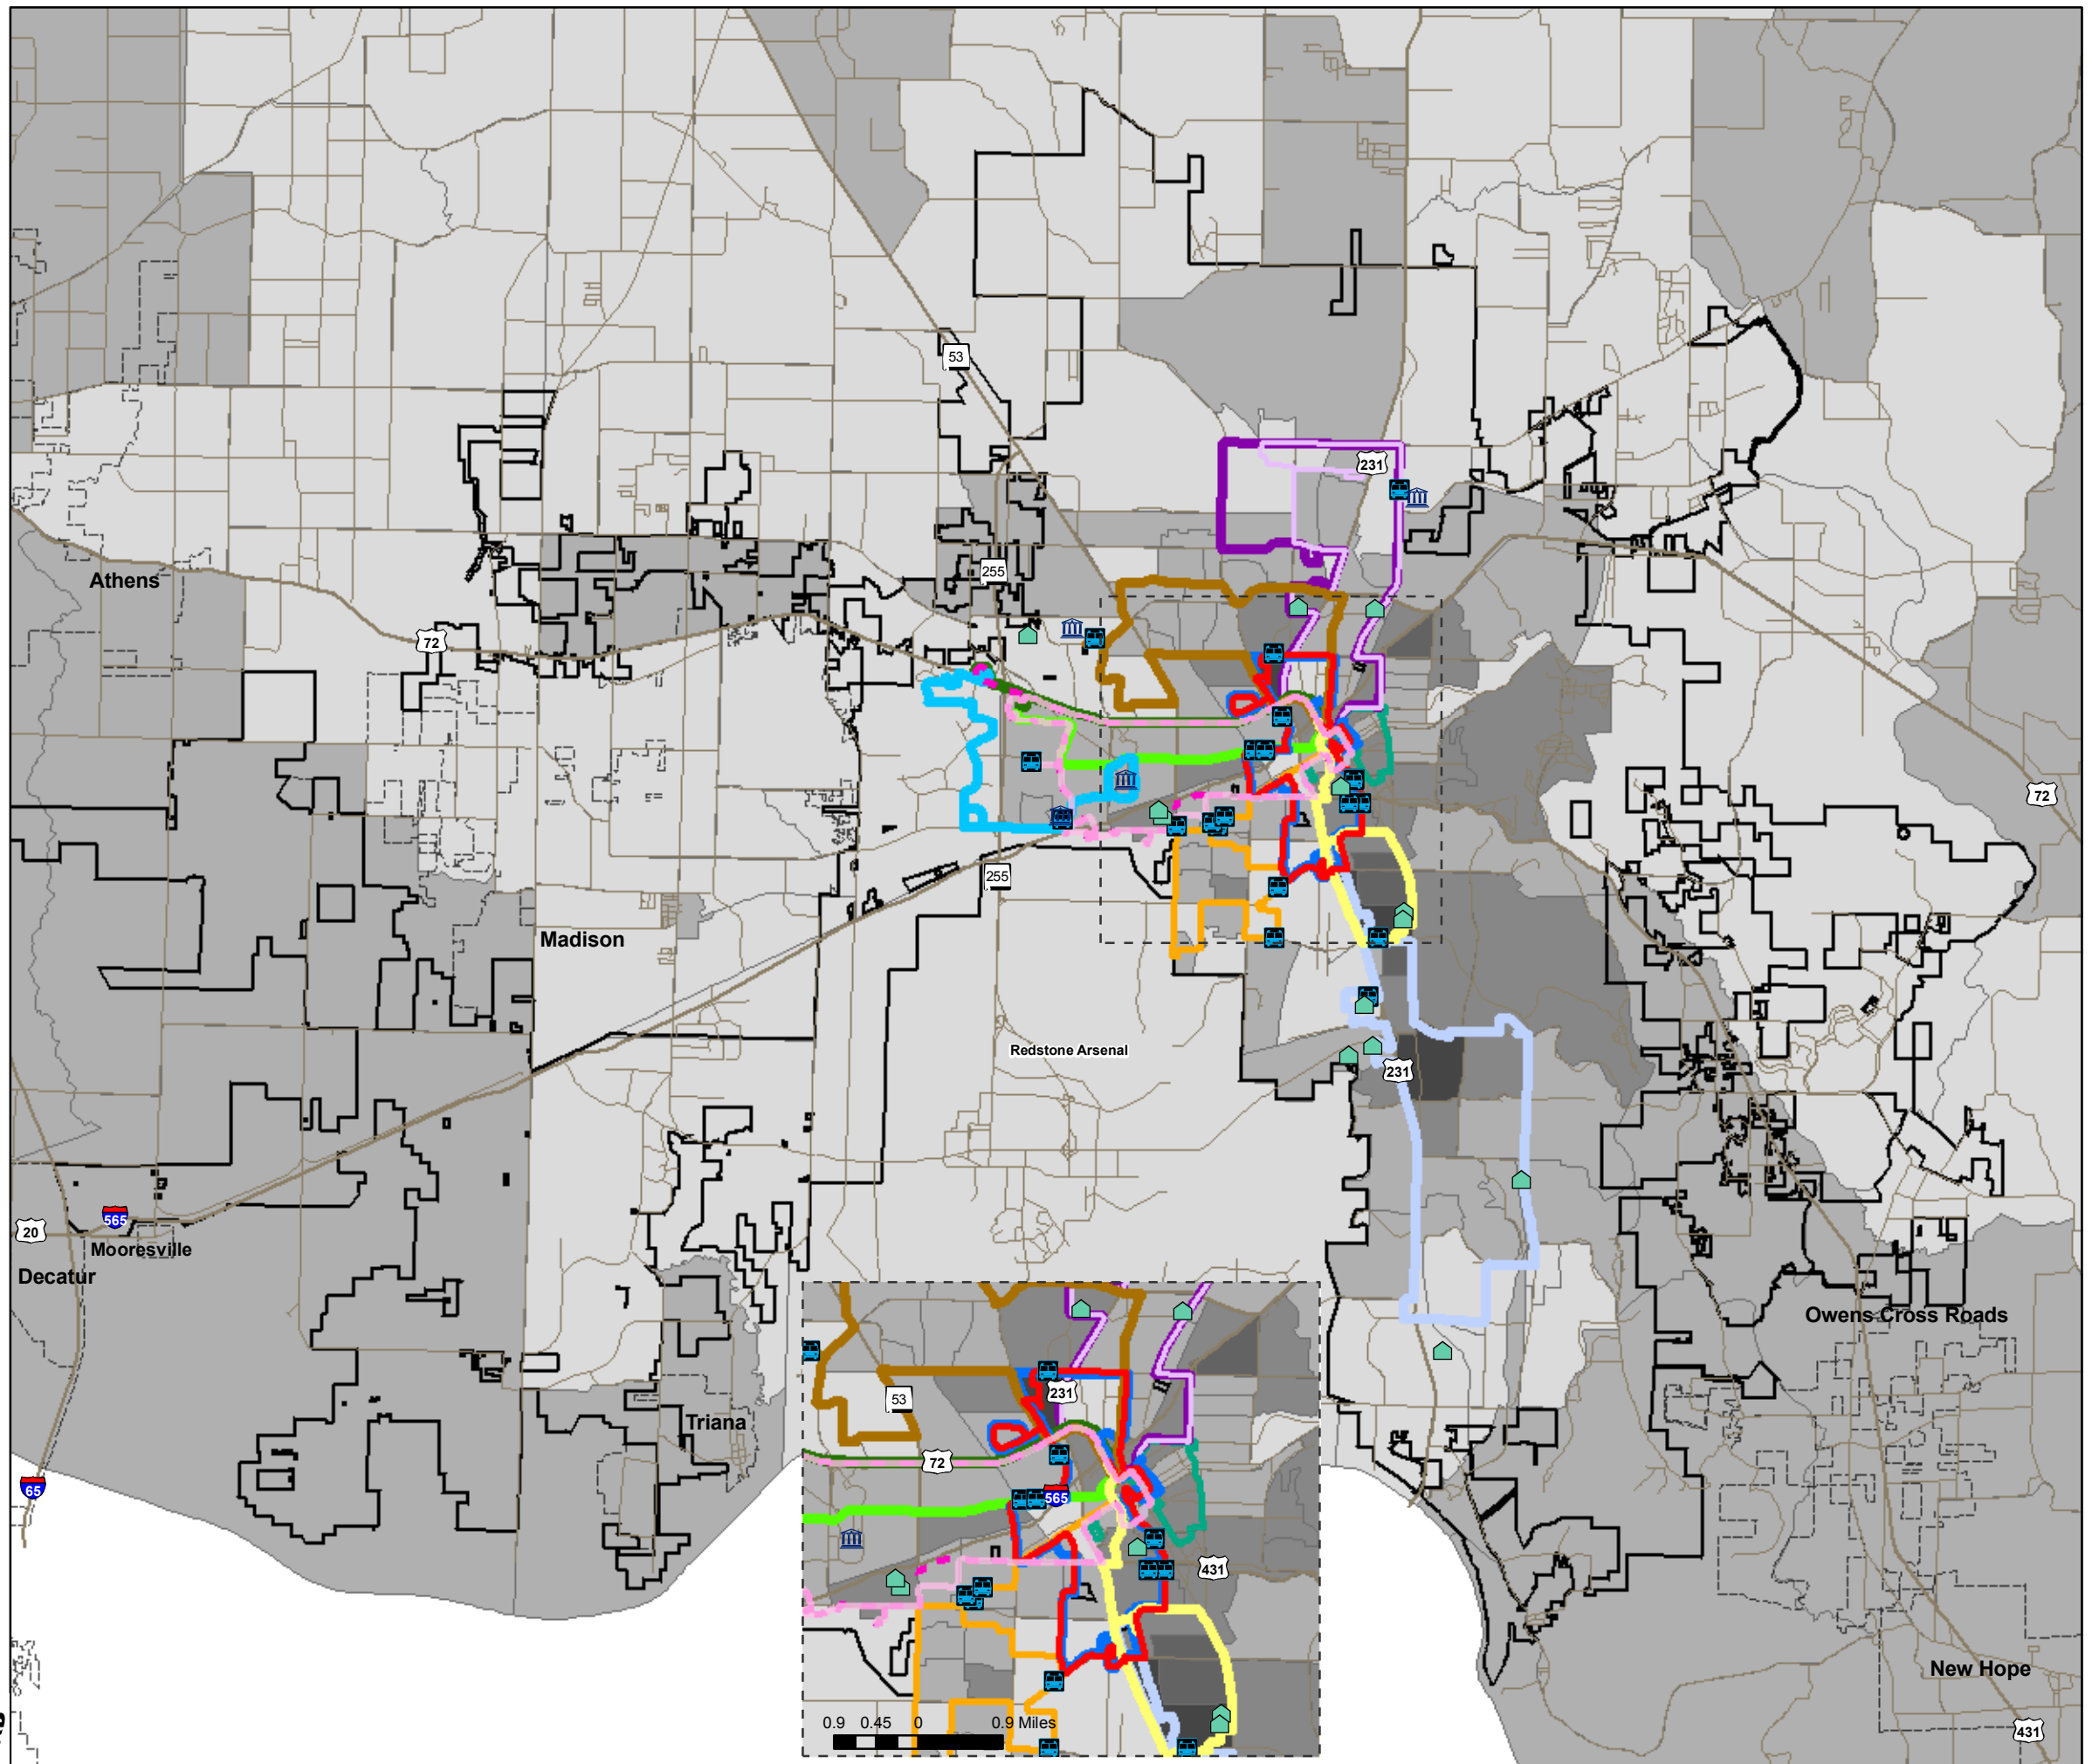 53
231
255
Athens
72
72
255
Madison
Redstone Arsenal
231
565
20
Mooresville
Decatur
Owens Cross Roads
231
53
Triana
72
65
565
431
New Hope
0.9 0.45 0 0.9 Miles
431